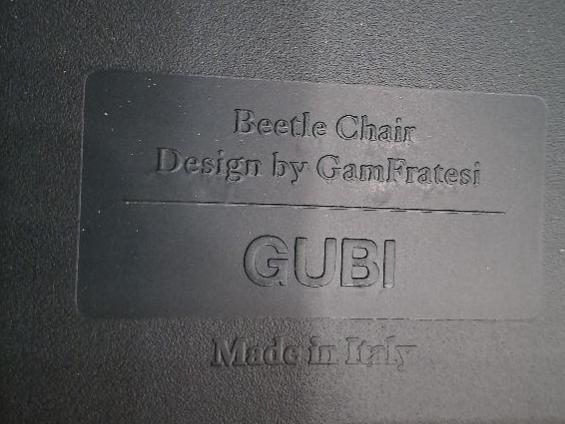 Beetle Chair
Design by GamFratesi
GUBI
Made in Italy